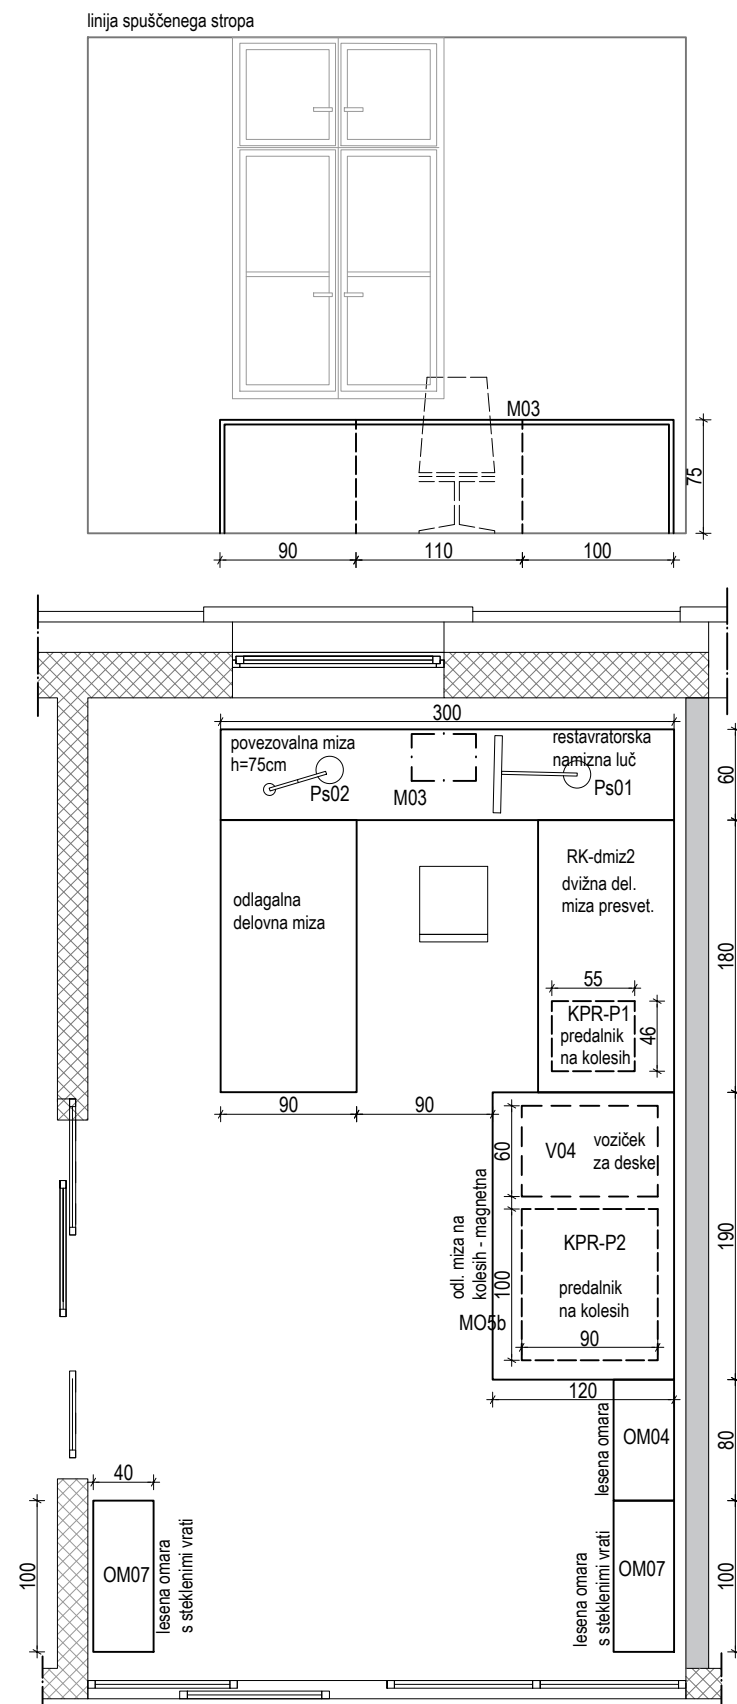 linija spuščenega stropa
M03
75
90
110
100
300
povezovalna miza
h=75cm
Ps02
M03
restavratorska
namizna luč
Ps01
60
odlagalna
delovna miza
RK-dmiz2
dvižna del.
miza presvet.
180
55
KPR-P1
predalnik
na kolesih
46
90
90
60
V04
voziček
za deske
odl. miza na
kolesih - magnetna
MO5b
100
KPR-P2
predalnik
na kolesih
90
190
120
lesena omara
OM04
80
40
100
OM07
lesena omara
s steklenimi vrati
lesena omara
s steklenimi vrati
OM07
100